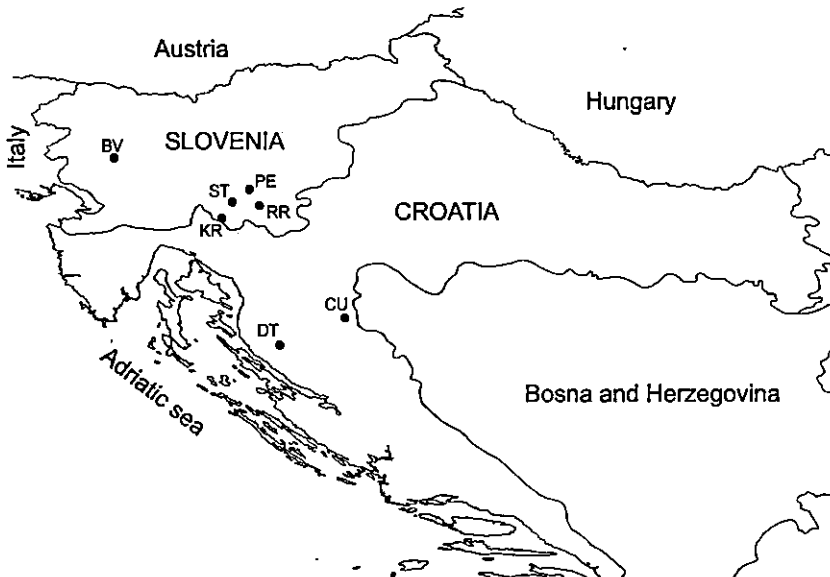 Austria
Hungary
Italy
SLOVENIA
BV
PE
ST
RR
KR
CROATIA
CU
DT
Adriatic sea
Bosna and Herzegovina